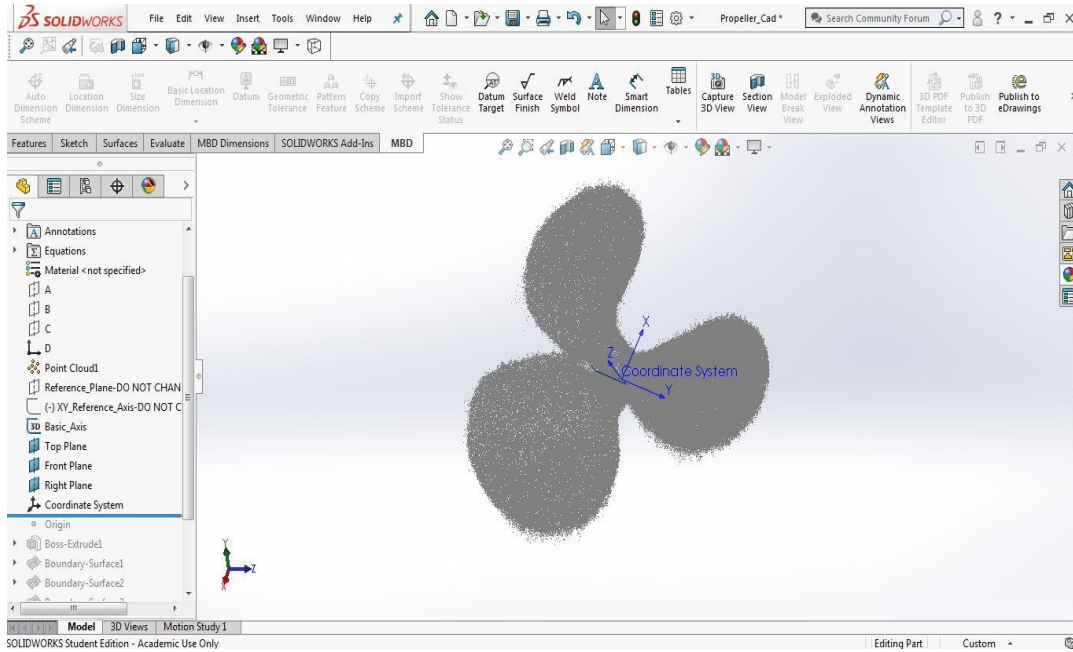 SOLIDWORKS File Edit View Insert Tools Window Help Propeller_Cad * Search Community Forum ?
Auto Dimension Scheme
Location Dimension
Size Dimension
Basic Location Dimension
Datum
Geometric Tolerance
Pattern Feature
Copy Scheme
Import Scheme
Show Tolerance Status
Datum Target
Surface Finish
Weld Symbol
Note
Smart Dimension
Tables
Capture 3D View
Section View
Model Break View
Exploded View
Dynamic Annotation Views
3D PDF Template Editor
Publish to 3D PDF
Publish to eDrawings
Features Sketch Surfaces Evaluate MBD Dimensions SOLIDWORKS Add-Ins MBD
Annotations
Equations
Material <not specified>
A
B
C
D
Point Cloud1
Reference_Plane-DO NOT CHAN
(-) XY_Reference_Axis-DO NOT C
3D Basic_Axis
Top Plane
Front Plane
Right Plane
Coordinate System
Origin
Boss-Extrude1
Boundary-Surface1
Boundary-Surface2
X
Z
Coordinate System
Y
Y
Z
X
Model 3D Views Motion Study 1
SOLIDWORKS Student Edition - Academic Use Only Editing Part Custom